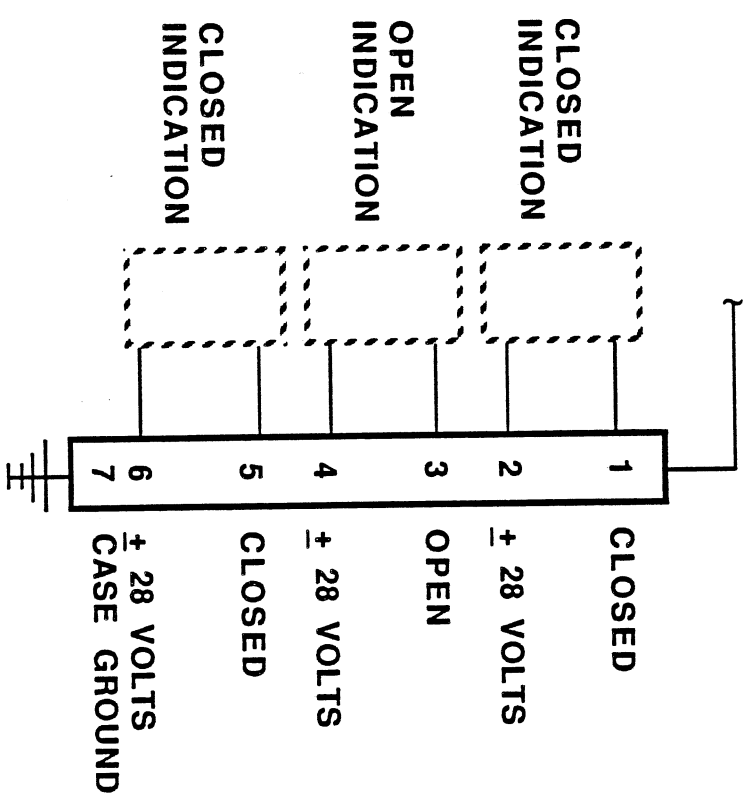 CLOSED
INDICATION
1
CLOSED
2
± 28 VOLTS
OPEN
INDICATION
3
OPEN
4
± 28 VOLTS
CLOSED
INDICATION
5
CLOSED
6
± 28 VOLTS
7
CASE GROUND